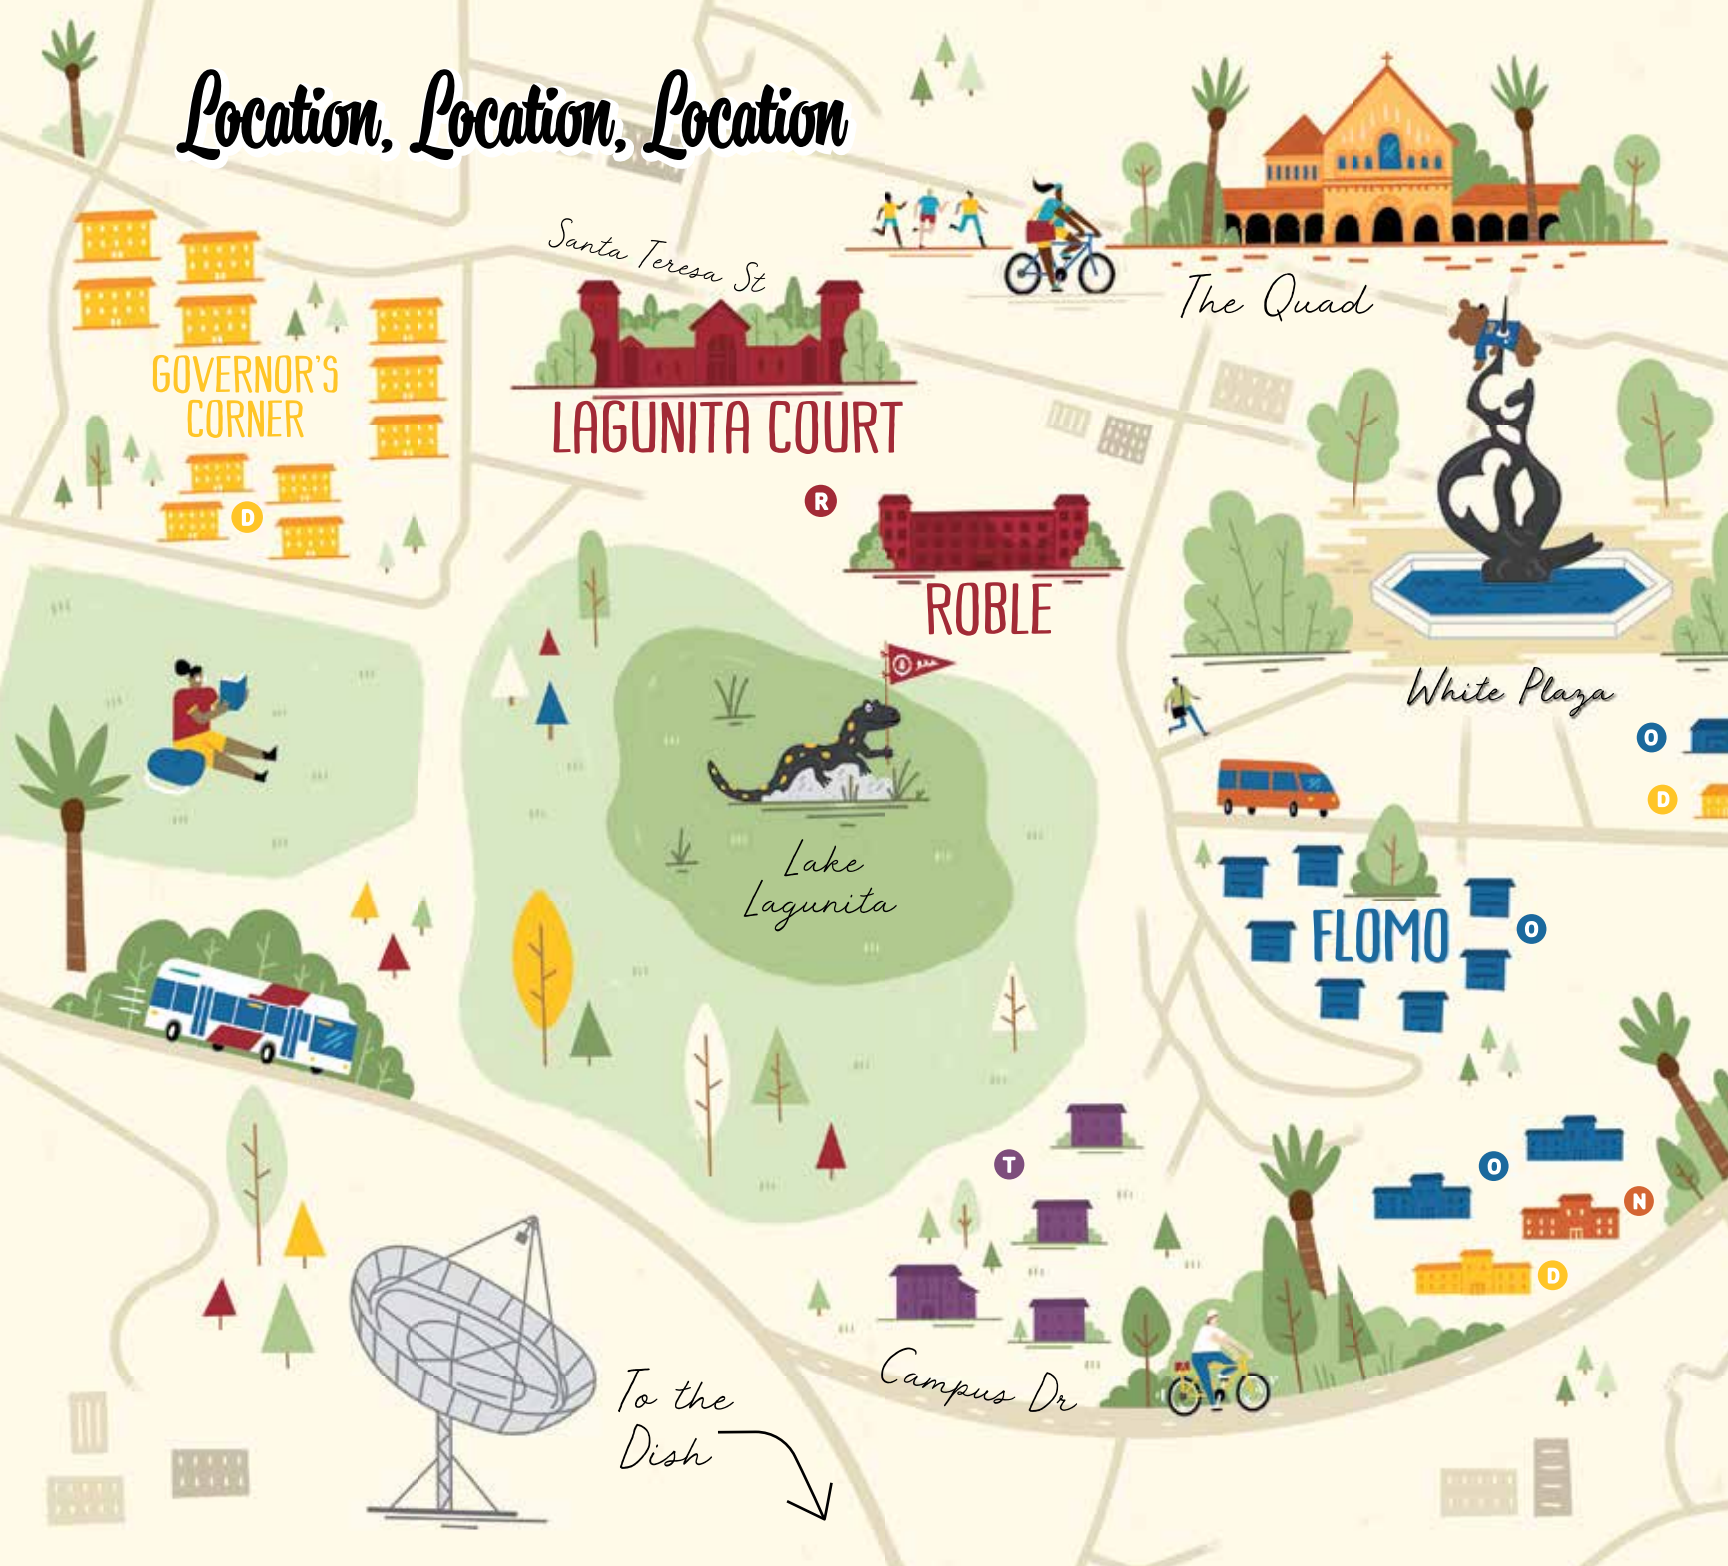 Location, Location, Location
Santa Teresa St
The Quad
GOVERNOR'S
CORNER
LAGUNITA COURT
R
D
ROBLE
White Plaza
O
D
Lake
Lagunita
FLOMO
O
T
O
N
D
Campus Dr
To the
Dish